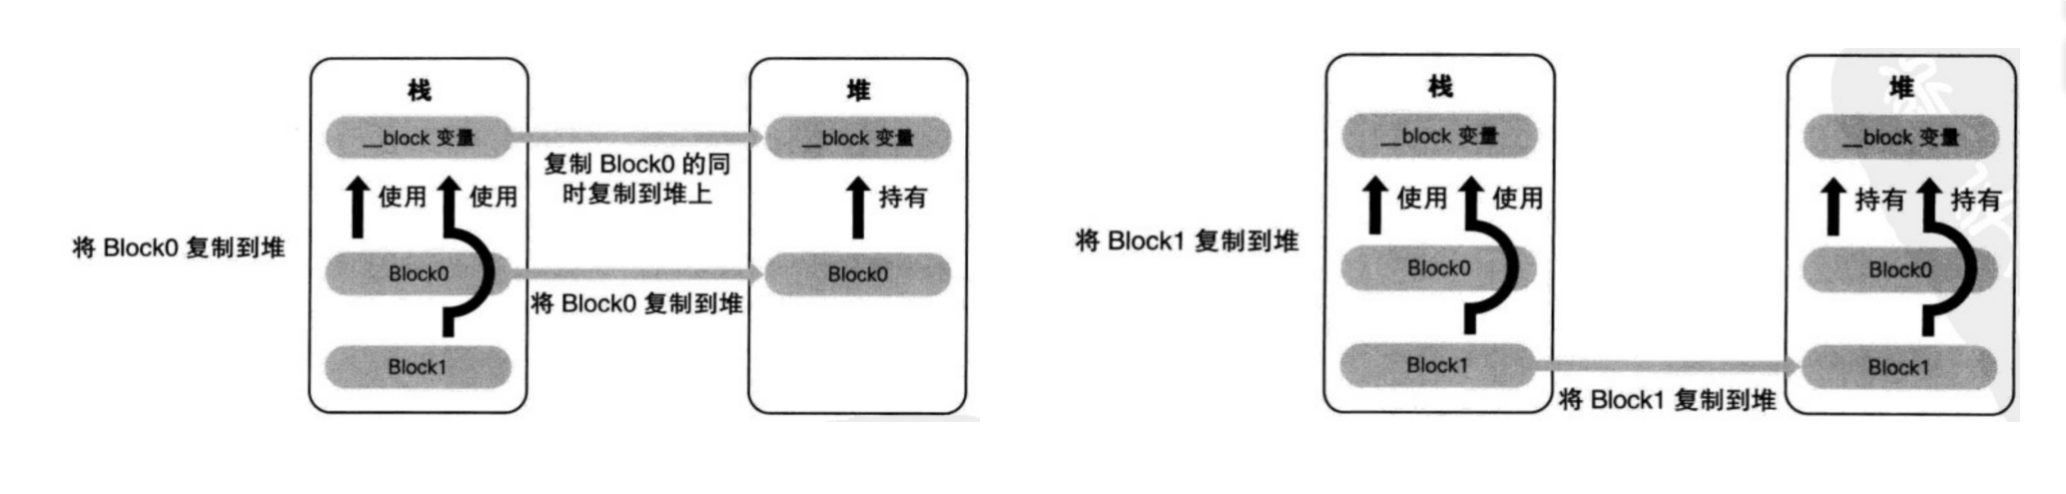 栈
__block 变量
使用
使用
Block0
Block1
将 Block0 复制到堆
复制 Block0 的同
时复制到堆上
将 Block0 复制到堆
堆
__block 变量
持有
Block0
将 Block1 复制到堆
栈
__block 变量
使用
使用
Block0
Block1
将 Block1 复制到堆
堆
__block 变量
持有
持有
Block0
Block1